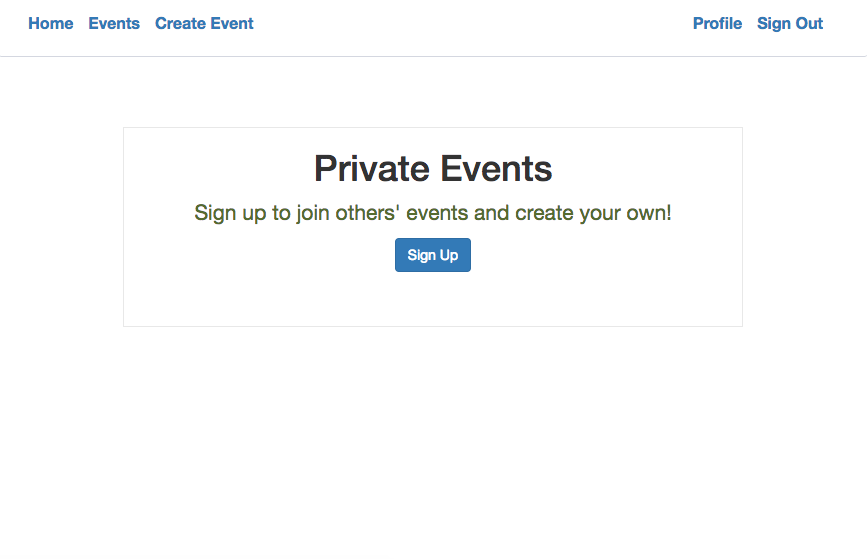 Home Events Create Event Profile Sign Out
Private Events
Sign up to join others' events and create your own!
Sign Up